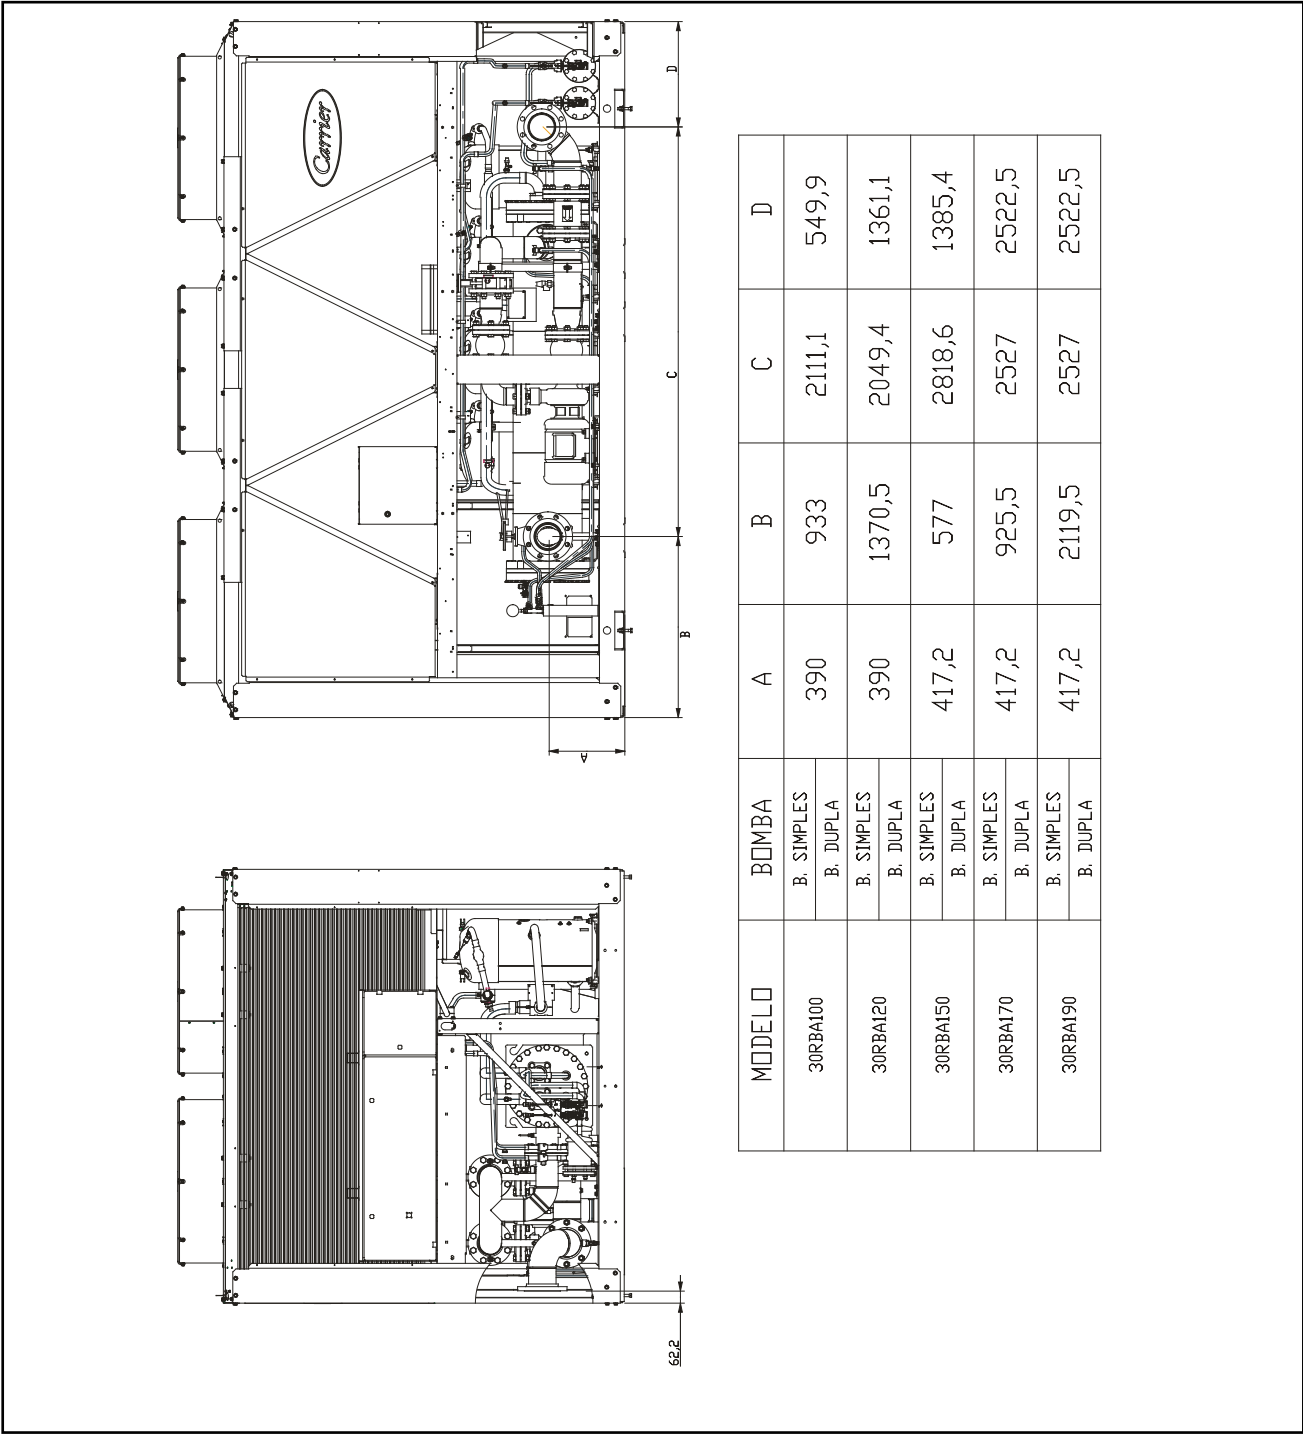 Carrier
D
C
B
A
62,2
MODELO BOMBA A B C D
30RBA100 B. SIMPLES 390 933 2111,1 549,9
B. DUPLA
30RBA120 B. SIMPLES 390 1370,5 2049,4 1361,1
B. DUPLA
30RBA150 B. SIMPLES 417,2 577 2818,6 1385,4
B. DUPLA
30RBA170 B. SIMPLES 417,2 925,5 2527 2522,5
B. DUPLA
30RBA190 B. SIMPLES 417,2 2119,5 2527 2522,5
B. DUPLA